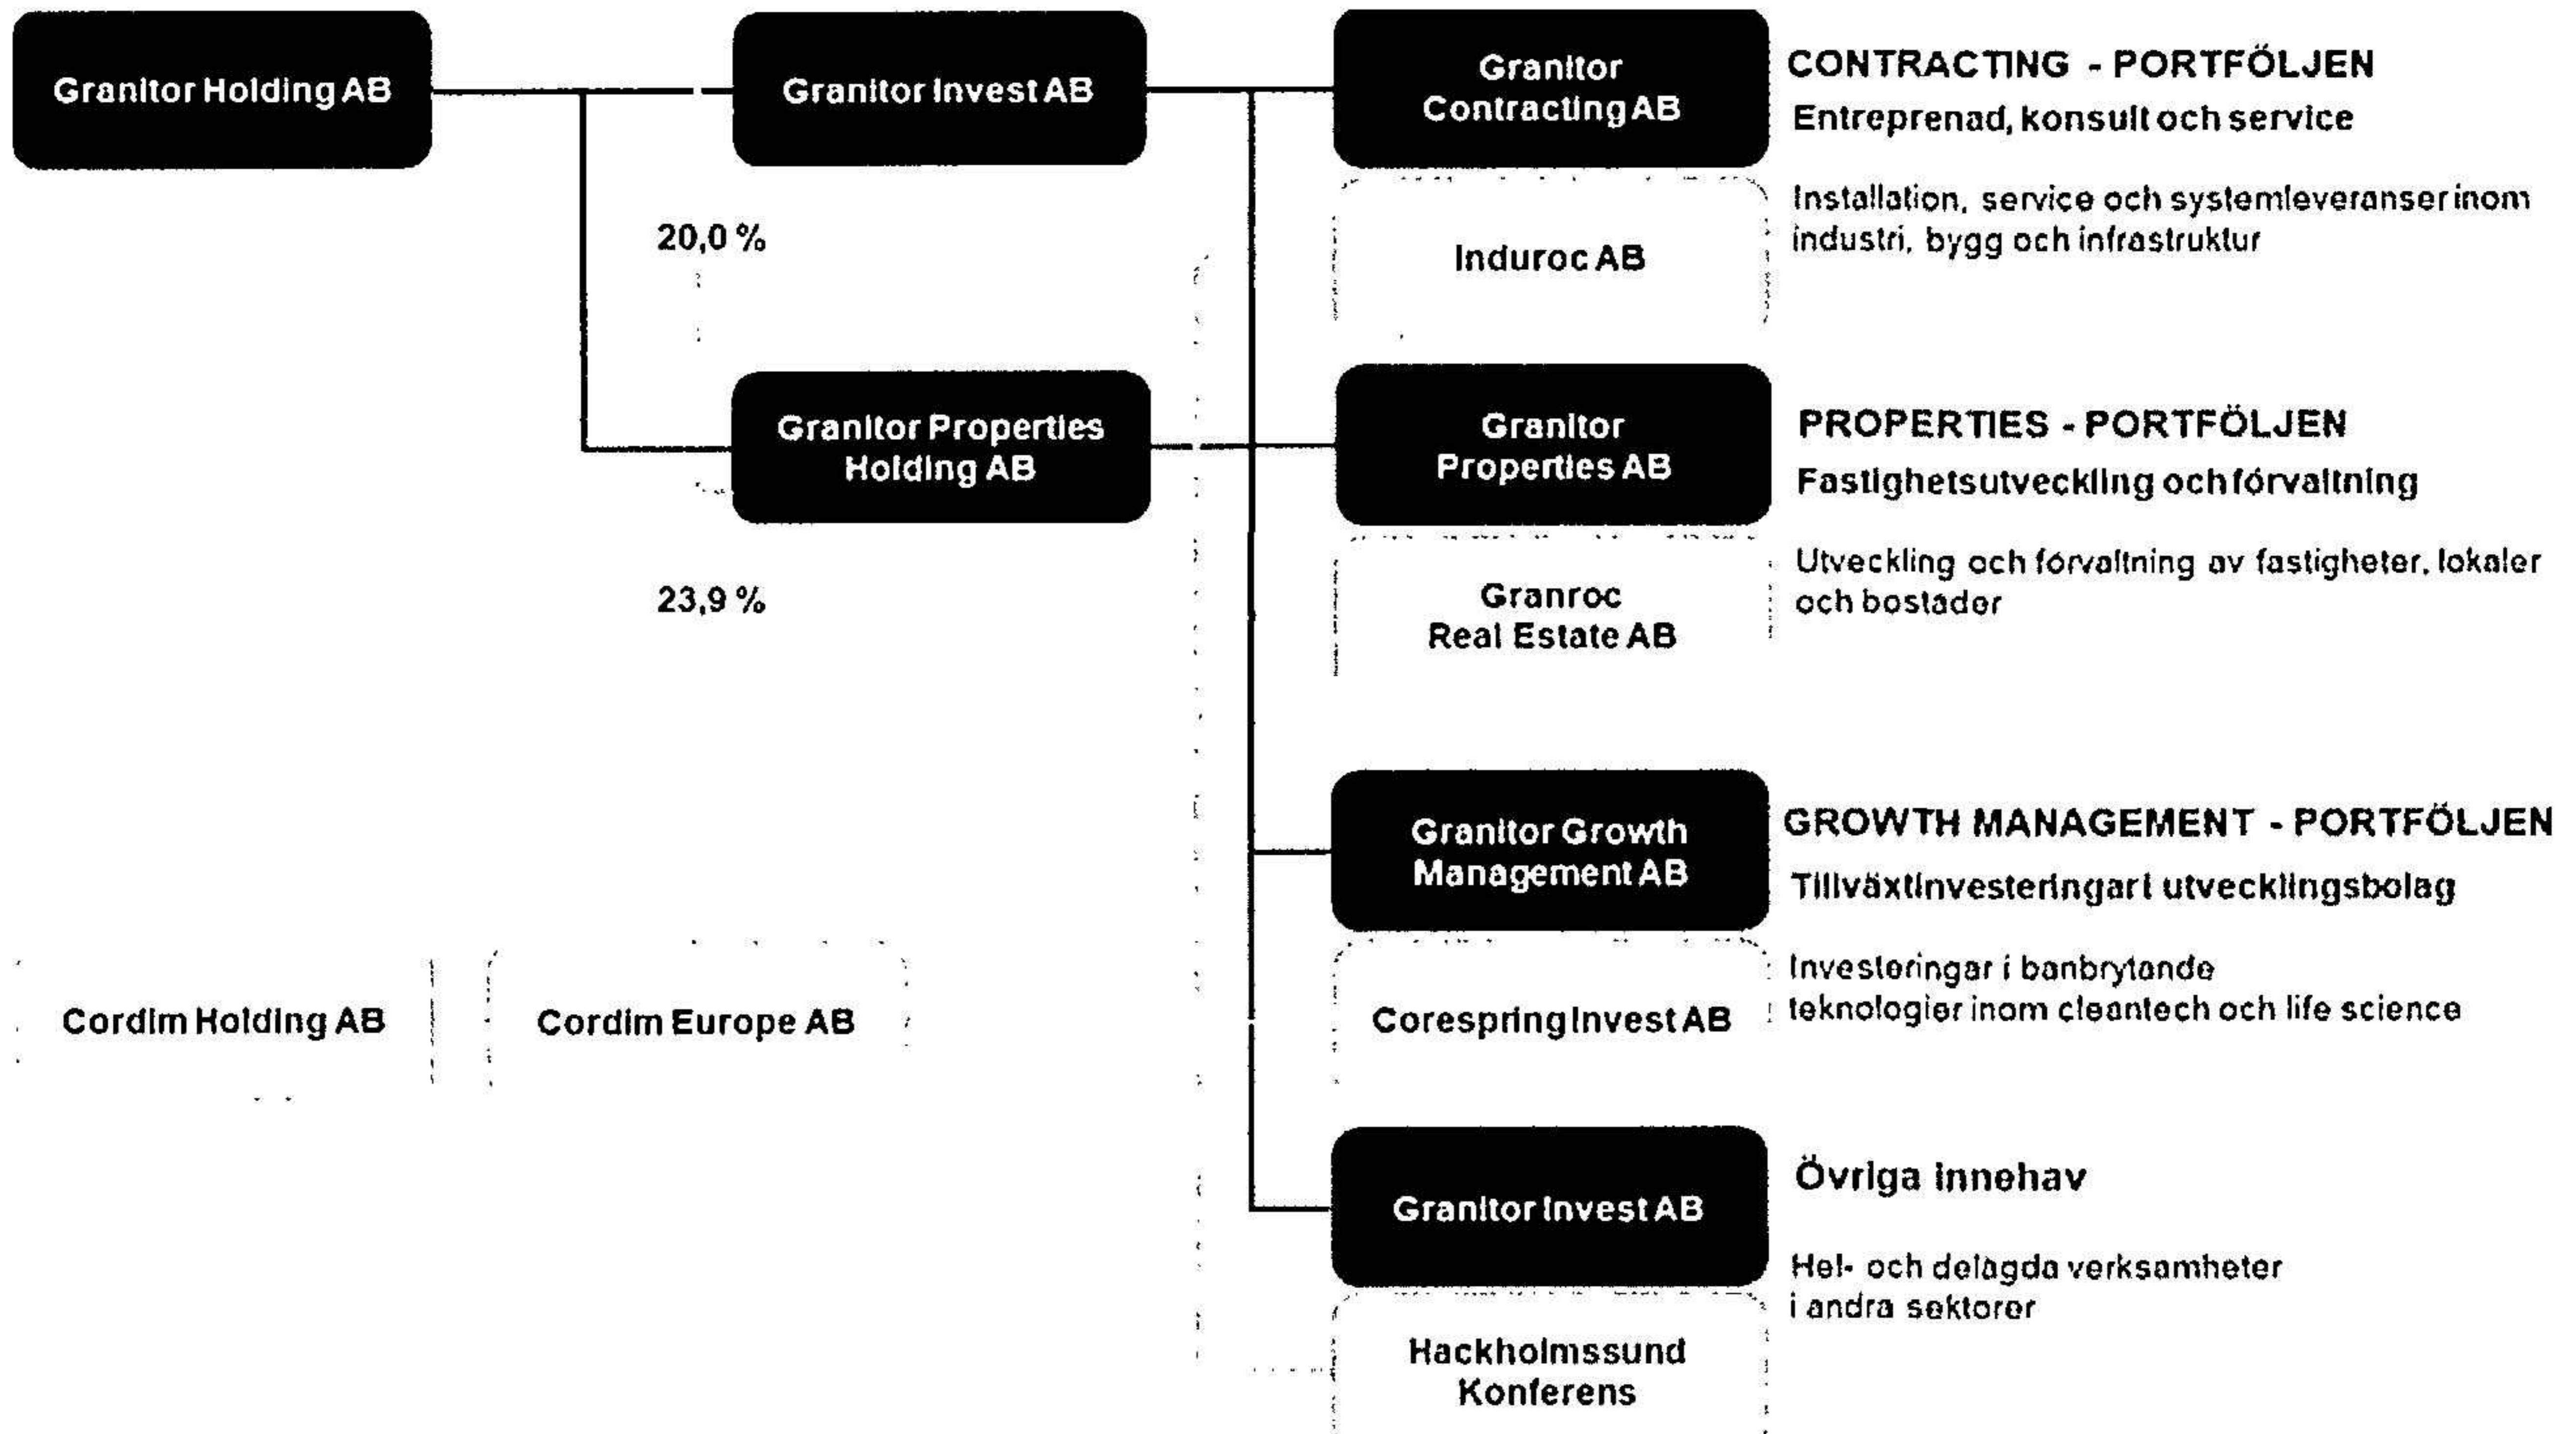 Granitor Holding AB
Granitor Invest AB
Granitor
Contracting AB
CONTRACTING - PORTFÖLJEN
Entreprenad, konsult och service
Installation, service och systemleveranser inom
industri, bygg och infrastruktur
20,0 %
Induroc AB
Granitor Properties
Holding AB
Granitor
Properties AB
PROPERTIES - PORTFÖLJEN
Fastighetsutveckling och förvaltning
Utveckling och förvaltning av fastigheter, lokaler
och bostäder
23,9 %
Granroc
Real Estate AB
Granitor Growth
Management AB
GROWTH MANAGEMENT - PORTFÖLJEN
Tillväxtinvesteringar i utvecklingsbolag
Investeringar i banbrytande
teknologier inom cleantech och life science
Cordim Holding AB
Cordim Europe AB
Corespring Invest AB
Granitor Invest AB
Övriga innehav
Hel- och delägda verksamheter
i andra sektorer
Hackholmssund
Konferens